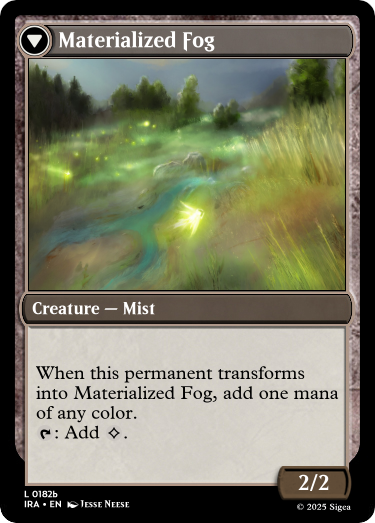 Materialized Fog
Creature — Mist
When this permanent transforms
into Materialized Fog, add one mana
of any color.
: Add .
2/2
L 0182b
IRA • EN Jesse Neese
© 2025 Sigea